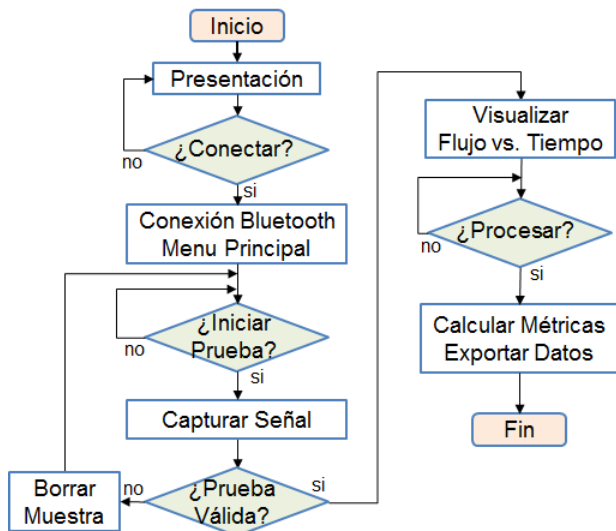 Inicio
Presentación
¿Conectar?
no
si
Conexión Bluetooth
Menu Principal
¿Iniciar
Prueba?
no
si
Capturar Señal
¿Prueba
Válida?
no
si
Borrar
Muestra
Visualizar
Flujo vs. Tiempo
¿Procesar?
no
si
Calcular Métricas
Exportar Datos
Fin